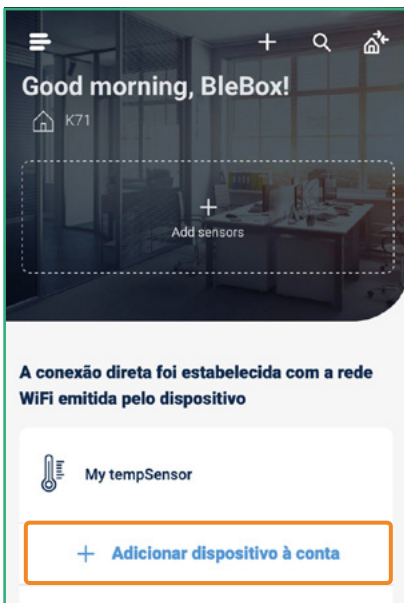 Good morning, BleBox!
K71
Add sensors
A conexão direta foi estabelecida com a rede
WiFi emitida pelo dispositivo
My tempSensor
Adicionar dispositivo à conta